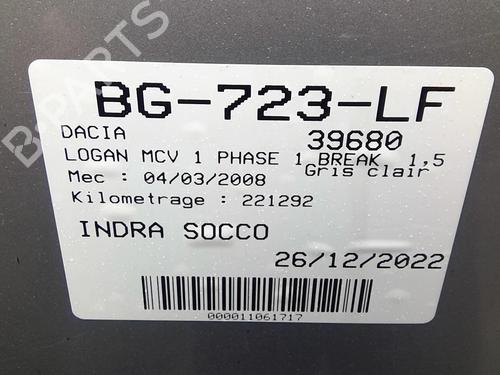 B-PARTS
BG-723-LF
DACIA 39680
LOGAN MCV 1 PHASE 1 BREAK 1,5
Mec : 04/03/2008 Gris clair
Kilometrage : 221292
INDRA SOCCO
26/12/2022
000011061717